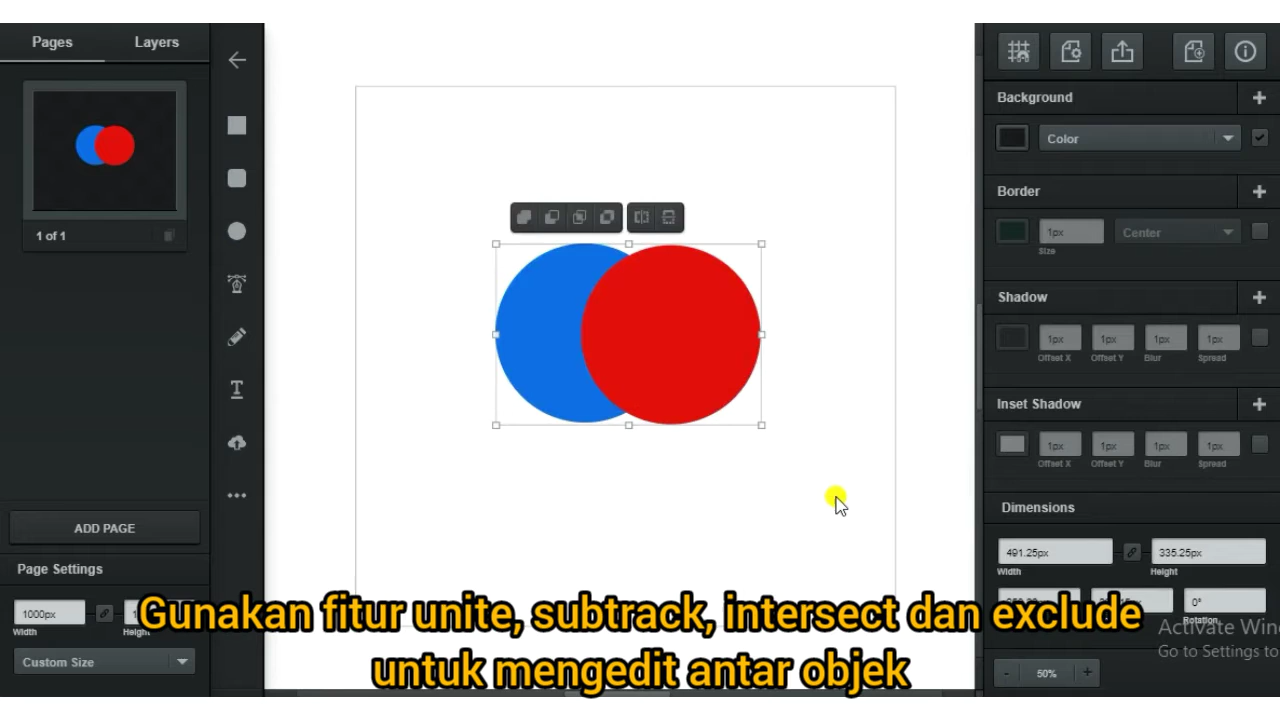 Pages
Layers
1 of 1
ADD PAGE
Page Settings
1000px
Width
Height
Custom Size
Background
Color
Border
1px
Center
Size
Shadow
1px
1px
1px
1px
Offset X
Offset Y
Blur
Spread
Inset Shadow
1px
1px
1px
1px
Offset X
Offset Y
Blur
Spread
Dimensions
491.25px
335.25px
Width
Height
0°
Rotation
- 50% +
Activate Win
Go to Settings to
Gunakan fitur unite, subtrack, intersect dan exclude
untuk mengedit antar objek